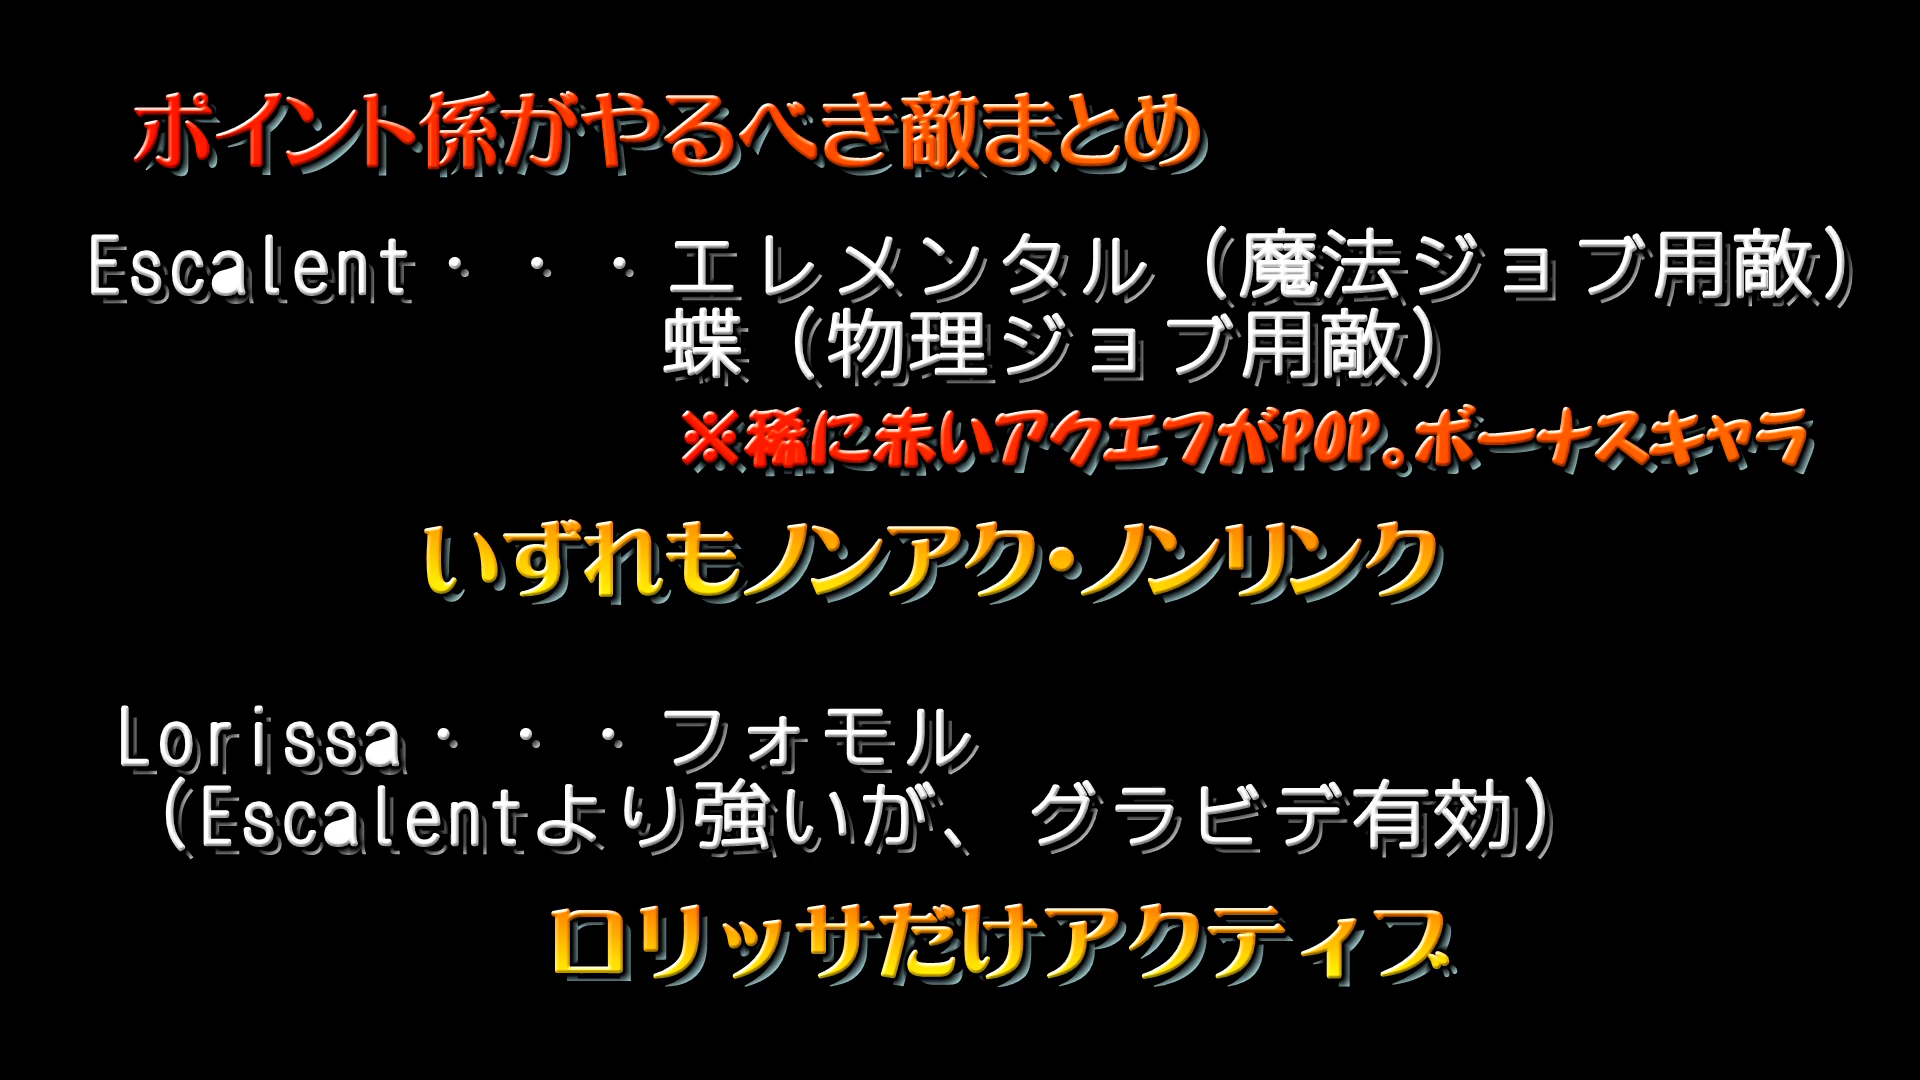 ポイント係がやるべき敵まとめ
Escalent・・・エレメンタル（魔法ジョブ用敵）
蝶（物理ジョブ用敵）
※稀に赤いアクエフがPOP。ボーナスキャラ
いずれもノンアク・ノンリンク
Lorissa・・・フォモル
（Escalentより強いが、グラビデ有効）
ロリッサだけアクティブ